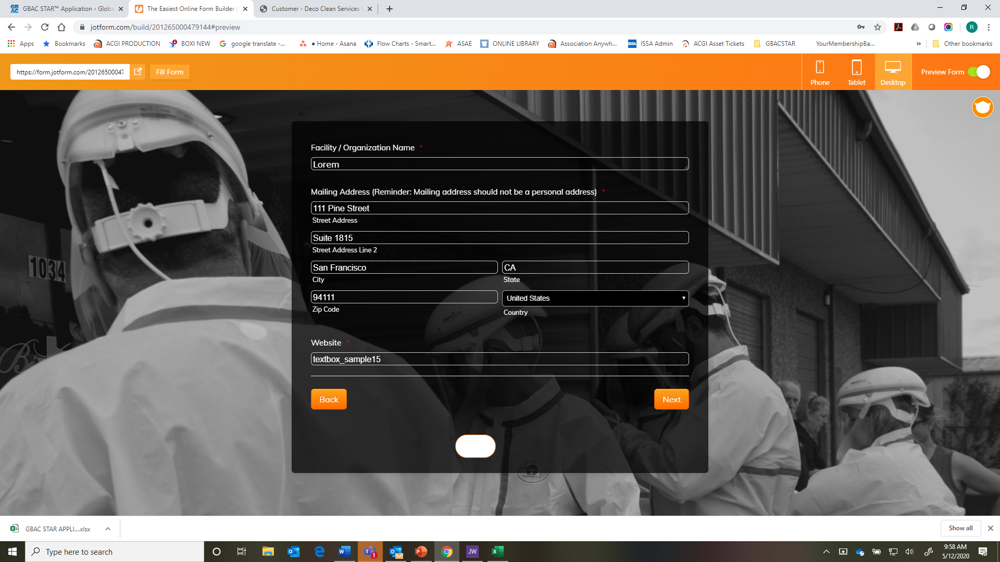 GBAC STAR™ Application - Globa
The Easiest Online Form Builder
Customer - Deco Clean Services
jotform.com/build/201265000479144#preview
R
Apps
Bookmarks
ACGI PRODUCTION
BOXI NEW
google translate -...
• Home - Asana
Flow Charts - Smart...
ASAE
ONLINE LIBRARY
Association Anywh...
ISSA Admin
ACGI Asset Tickets
GBACSTAR
YourMembershipBa...
»
Other bookmarks
https://form.jotform.com/2012650004
Fill Form
Phone
Tablet
Desktop
Preview Form
Facility / Organization Name *
Lorem
Mailing Address (Reminder: Mailing address should not be a personal address) *
111 Pine Street
Street Address
Suite 1815
Street Address Line 2
San Francisco
CA
City
State
94111
United States
Zip Code
Country
Website *
textbox_sample15
Back
Next
1034
GBAC STAR APPLI....xlsx
Show all
Type here to search
JW
9:58 AM
5/12/2020